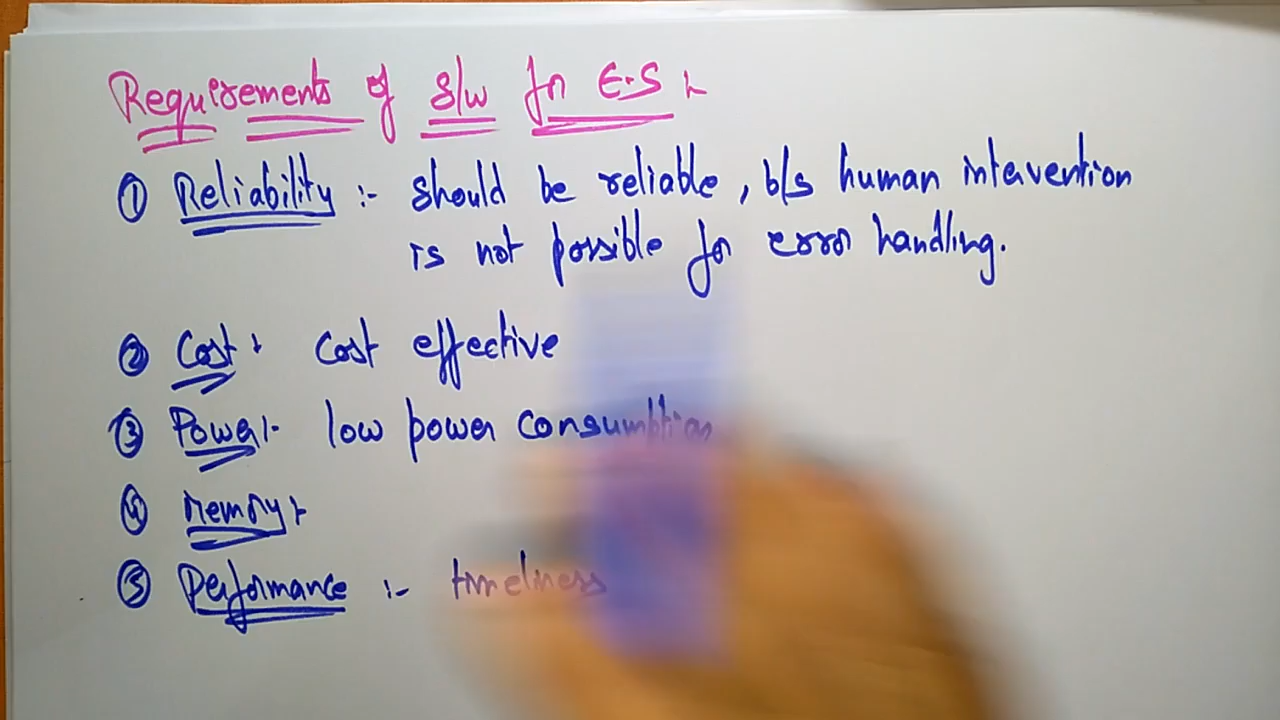 Requirements of S/w for E.S :-
① Reliability :- should be reliable, b/s human intervention
is not possible for error handling.
② Cost :- Cost effective
③ Power :- low power consumption
④ Memory :-
⑤ Performance :- timelness